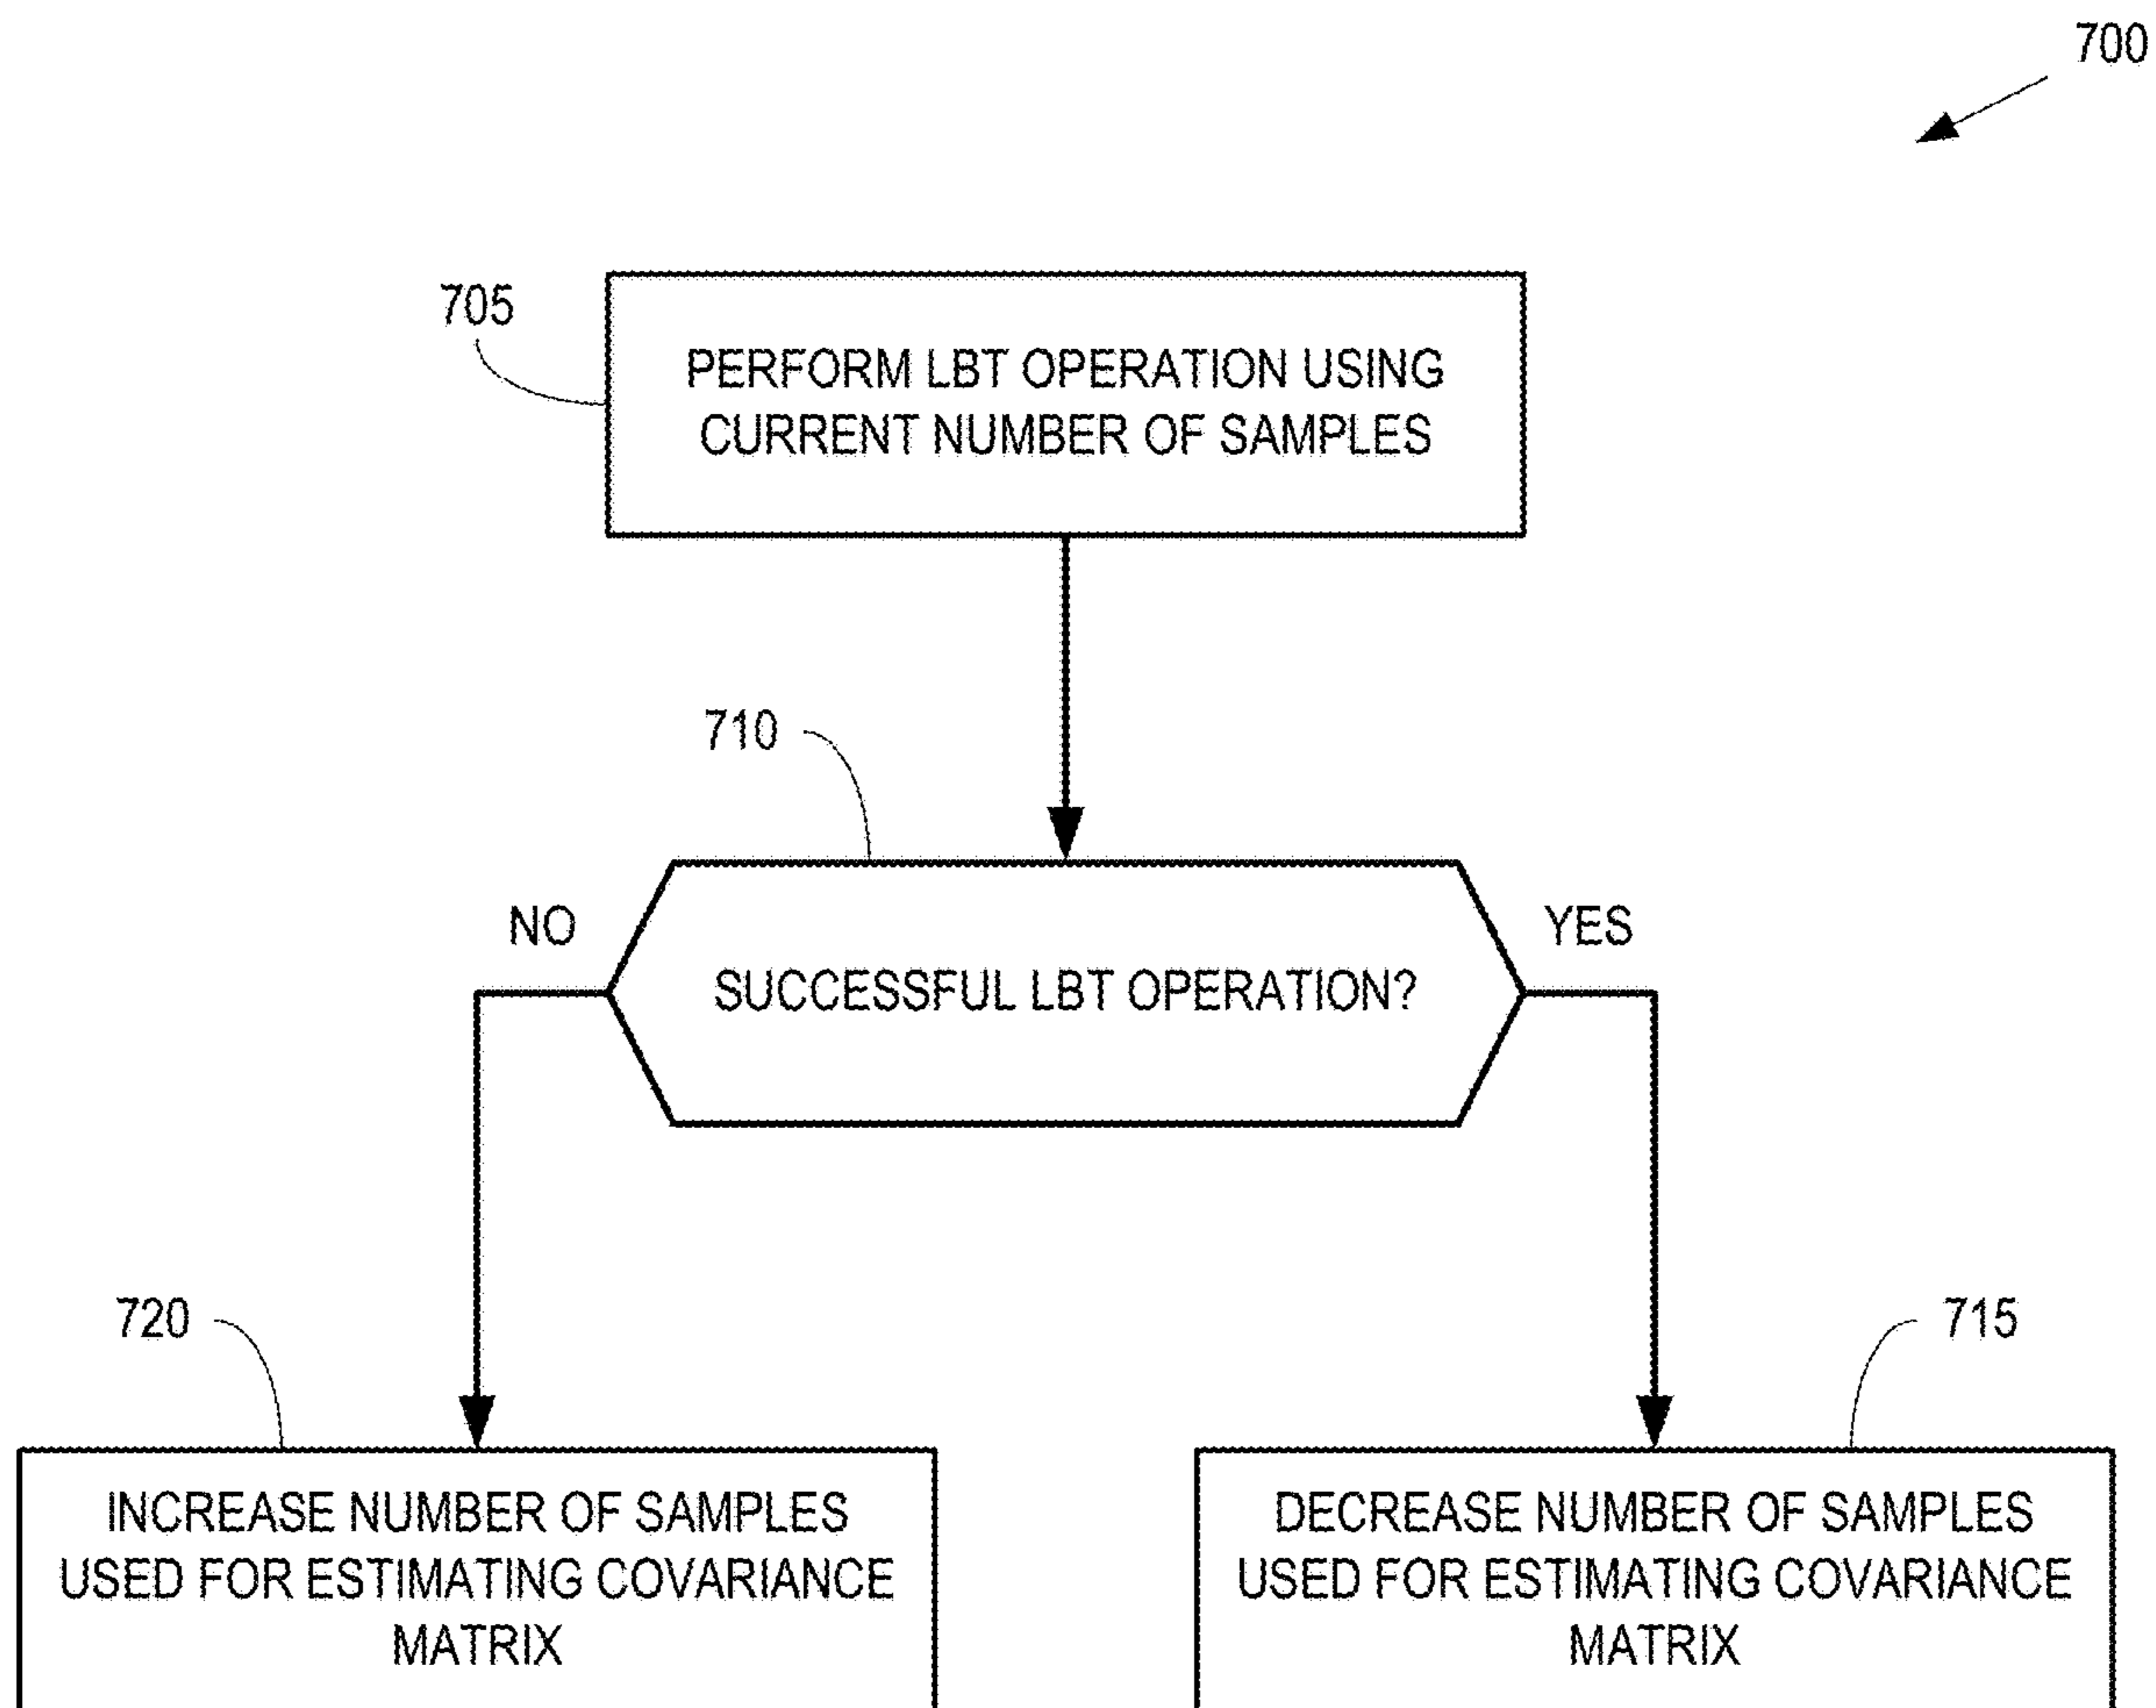 700
705
PERFORM LBT OPERATION USING
CURRENT NUMBER OF SAMPLES
710
NO
YES
SUCCESSFUL LBT OPERATION?
720
715
INCREASE NUMBER OF SAMPLES
USED FOR ESTIMATING COVARIANCE
MATRIX
DECREASE NUMBER OF SAMPLES
USED FOR ESTIMATING COVARIANCE
MATRIX